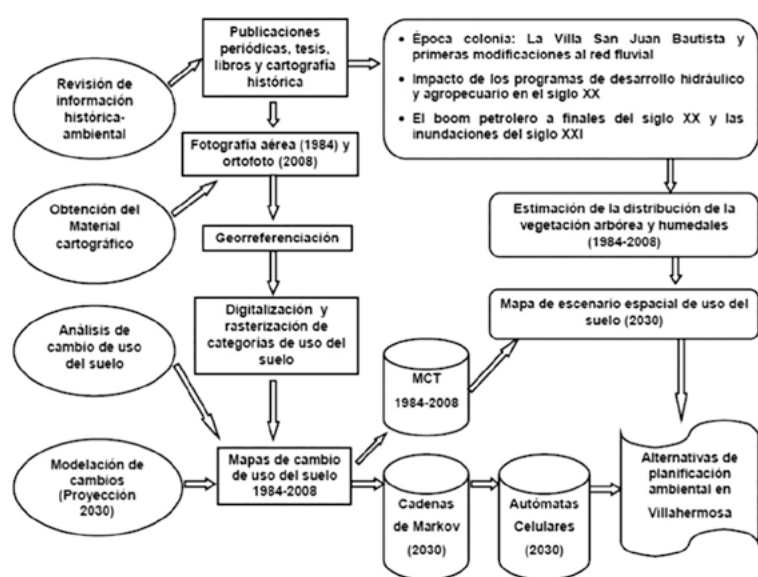 Revisión de
información
histórica-
ambiental
Publicaciones
periódicas, tesis,
libros y cartografía
histórica
• Época colonia: La Villa San Juan Bautista y
primeras modificaciones al red fluvial
• Impacto de los programas de desarrollo hidráulico
y agropecuario en el siglo XX
• El boom petrolero a finales del siglo XX y las
inundaciones del siglo XXI
Fotografía aérea (1984) y
ortofoto (2008)
Obtención del
Material
cartográfico
Georreferenciación
Estimación de la distribución de la
vegetación arbórea y humedales
(1984-2008)
Digitalización y
rasterización de
categorías de uso del
suelo
Mapa de escenario espacial de uso del
suelo (2030)
Análisis de
cambio de uso
del suelo
MCT
1984-2008
Modelación de
cambios
(Proyección
2030)
Mapas de cambio
de uso del suelo
1984-2008
Cadenas
de Markov
(2030)
Autómatas
Celulares
(2030)
Alternativas de
planificación
ambiental en
Villahermosa